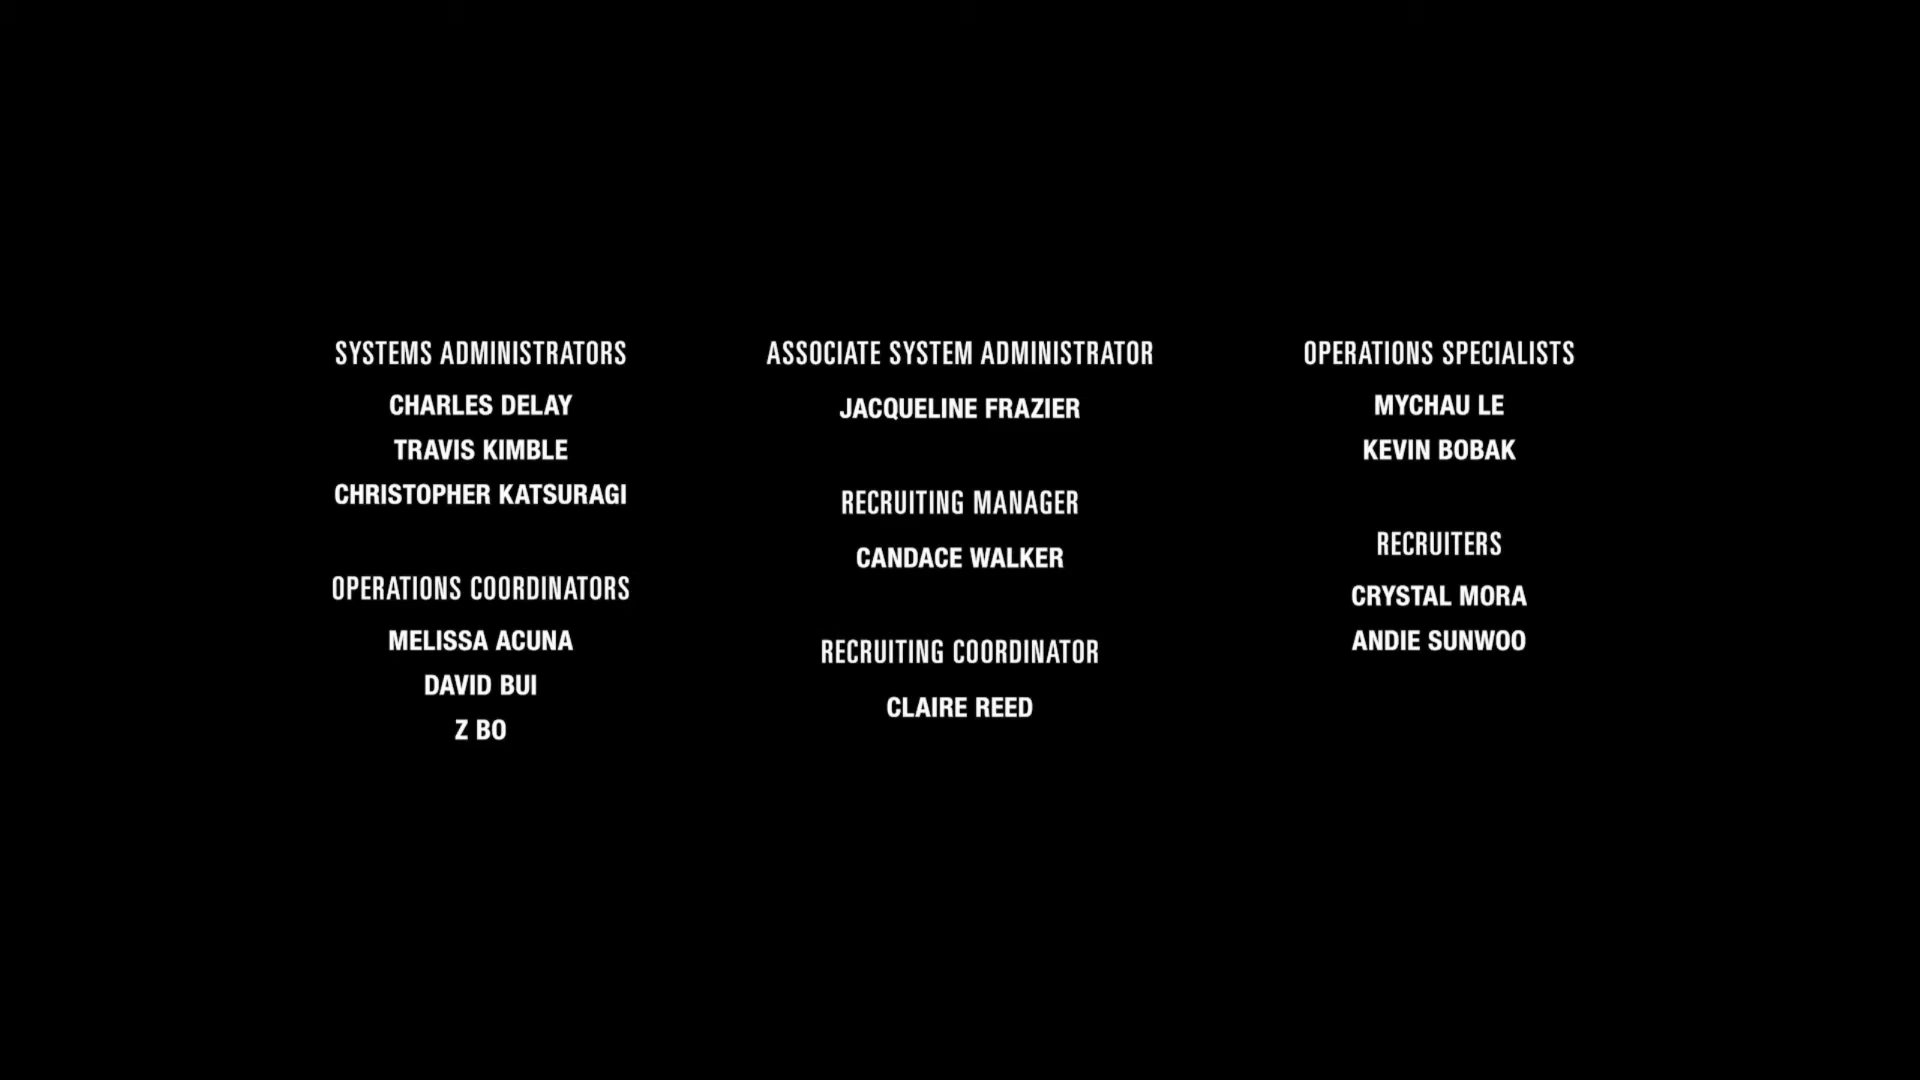 SYSTEMS ADMINISTRATORS
CHARLES DELAY
TRAVIS KIMBLE
CHRISTOPHER KATSURAGI
OPERATIONS COORDINATORS
MELISSA ACUNA
DAVID BUI
Z BO
ASSOCIATE SYSTEM ADMINISTRATOR
JACQUELINE FRAZIER
RECRUITING MANAGER
CANDACE WALKER
RECRUITING COORDINATOR
CLAIRE REED
OPERATIONS SPECIALISTS
MYCHAU LE
KEVIN BOBAK
RECRUITERS
CRYSTAL MORA
ANDIE SUNWOO